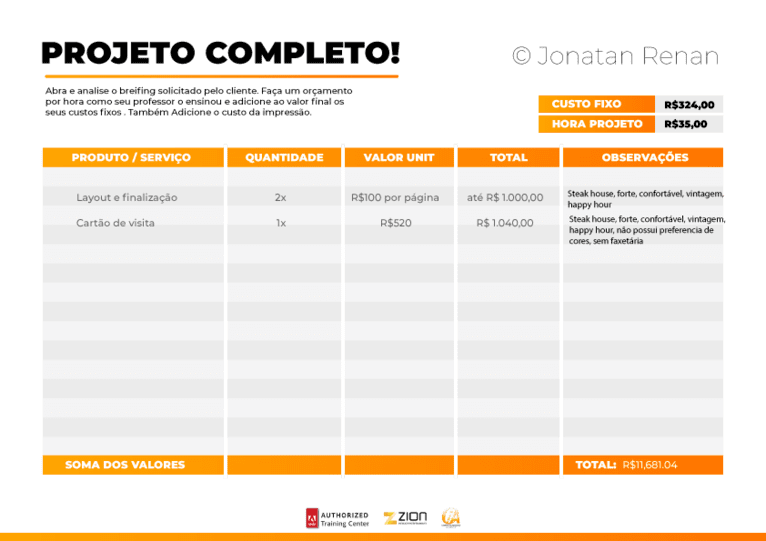 PROJETO COMPLETO!
© Jonatan Renan
Abra e analise o breifing solicitado pelo cliente. Faça um orçamento
por hora como seu professor o ensinou e adicione ao valor final os
seus custos fixos . Também Adicione o custo da impressão.
CUSTO FIXO R$324,00
HORA PROJETO R$35,00
PRODUTO / SERVIÇO QUANTIDADE VALOR UNIT TOTAL OBSERVAÇÕES
Layout e finalização 2x R$100 por página até R$ 1.000,00 Steak house, forte, confortável, vintagem,
happy hour
Cartão de visita 1x R$520 R$ 1.040,00 Steak house, forte, confortável, vintagem,
happy hour, não possui preferencia de
cores, sem faxetária
SOMA DOS VALORES TOTAL: R$11,681.04
AUTHORIZED
Training Center
ZION